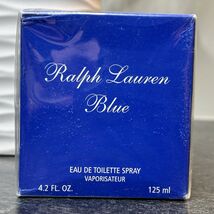 Ralph Lauren
Blue
EAU DE TOILETTE SPRAY
VAPORISATEUR
4.2 FL. OZ. 125 ml